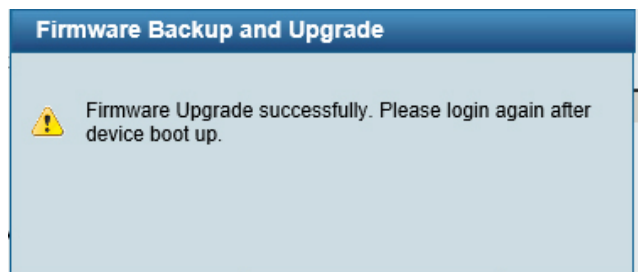 Firmware Backup and Upgrade
Firmware Upgrade successfully. Please login again after
device boot up.